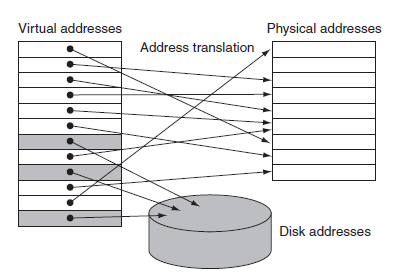 Virtual addresses
Physical addresses
Address translation
Disk addresses